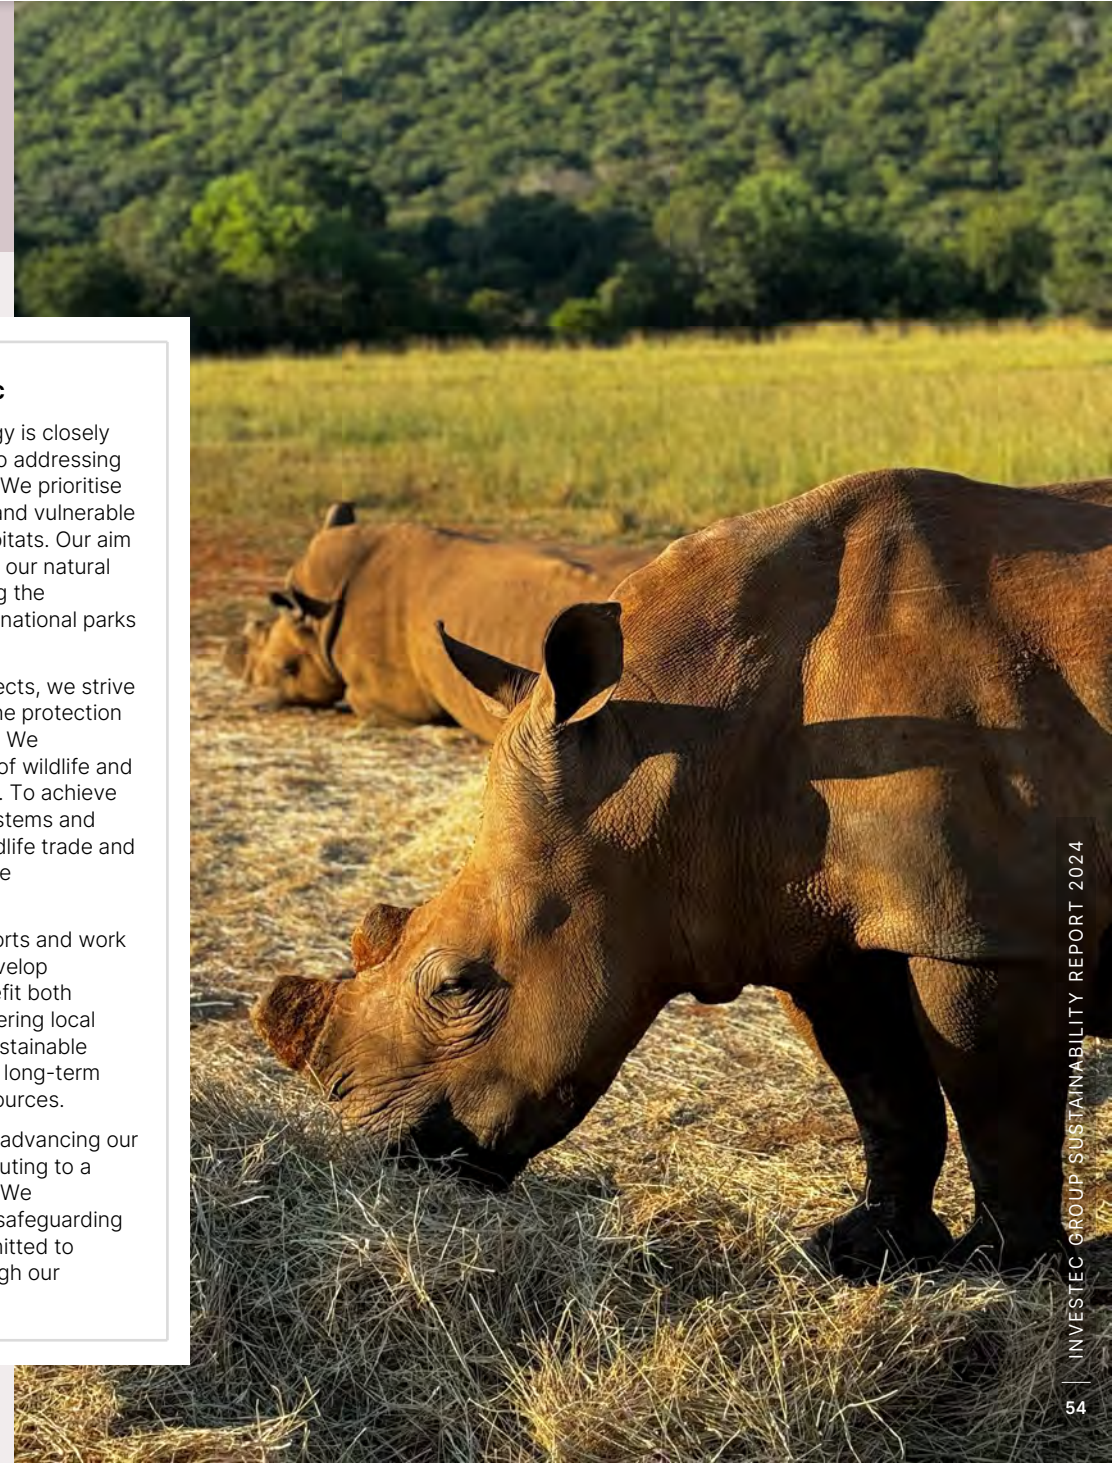 c
gy is closely
o addressing
We prioritise
and vulnerable
bitats. Our aim
our natural
g the
national parks
ects, we strive
he protection
. We
of wildlife and
. To achieve
stems and
dlife trade and
e
orts and work
velop
efit both
ering local
stainable
long-term
ources.
advancing our
uting to a
We
safeguarding
mitted to
gh our
INVESTEC GROUP SUSTAINABILITY REPORT 2024
54